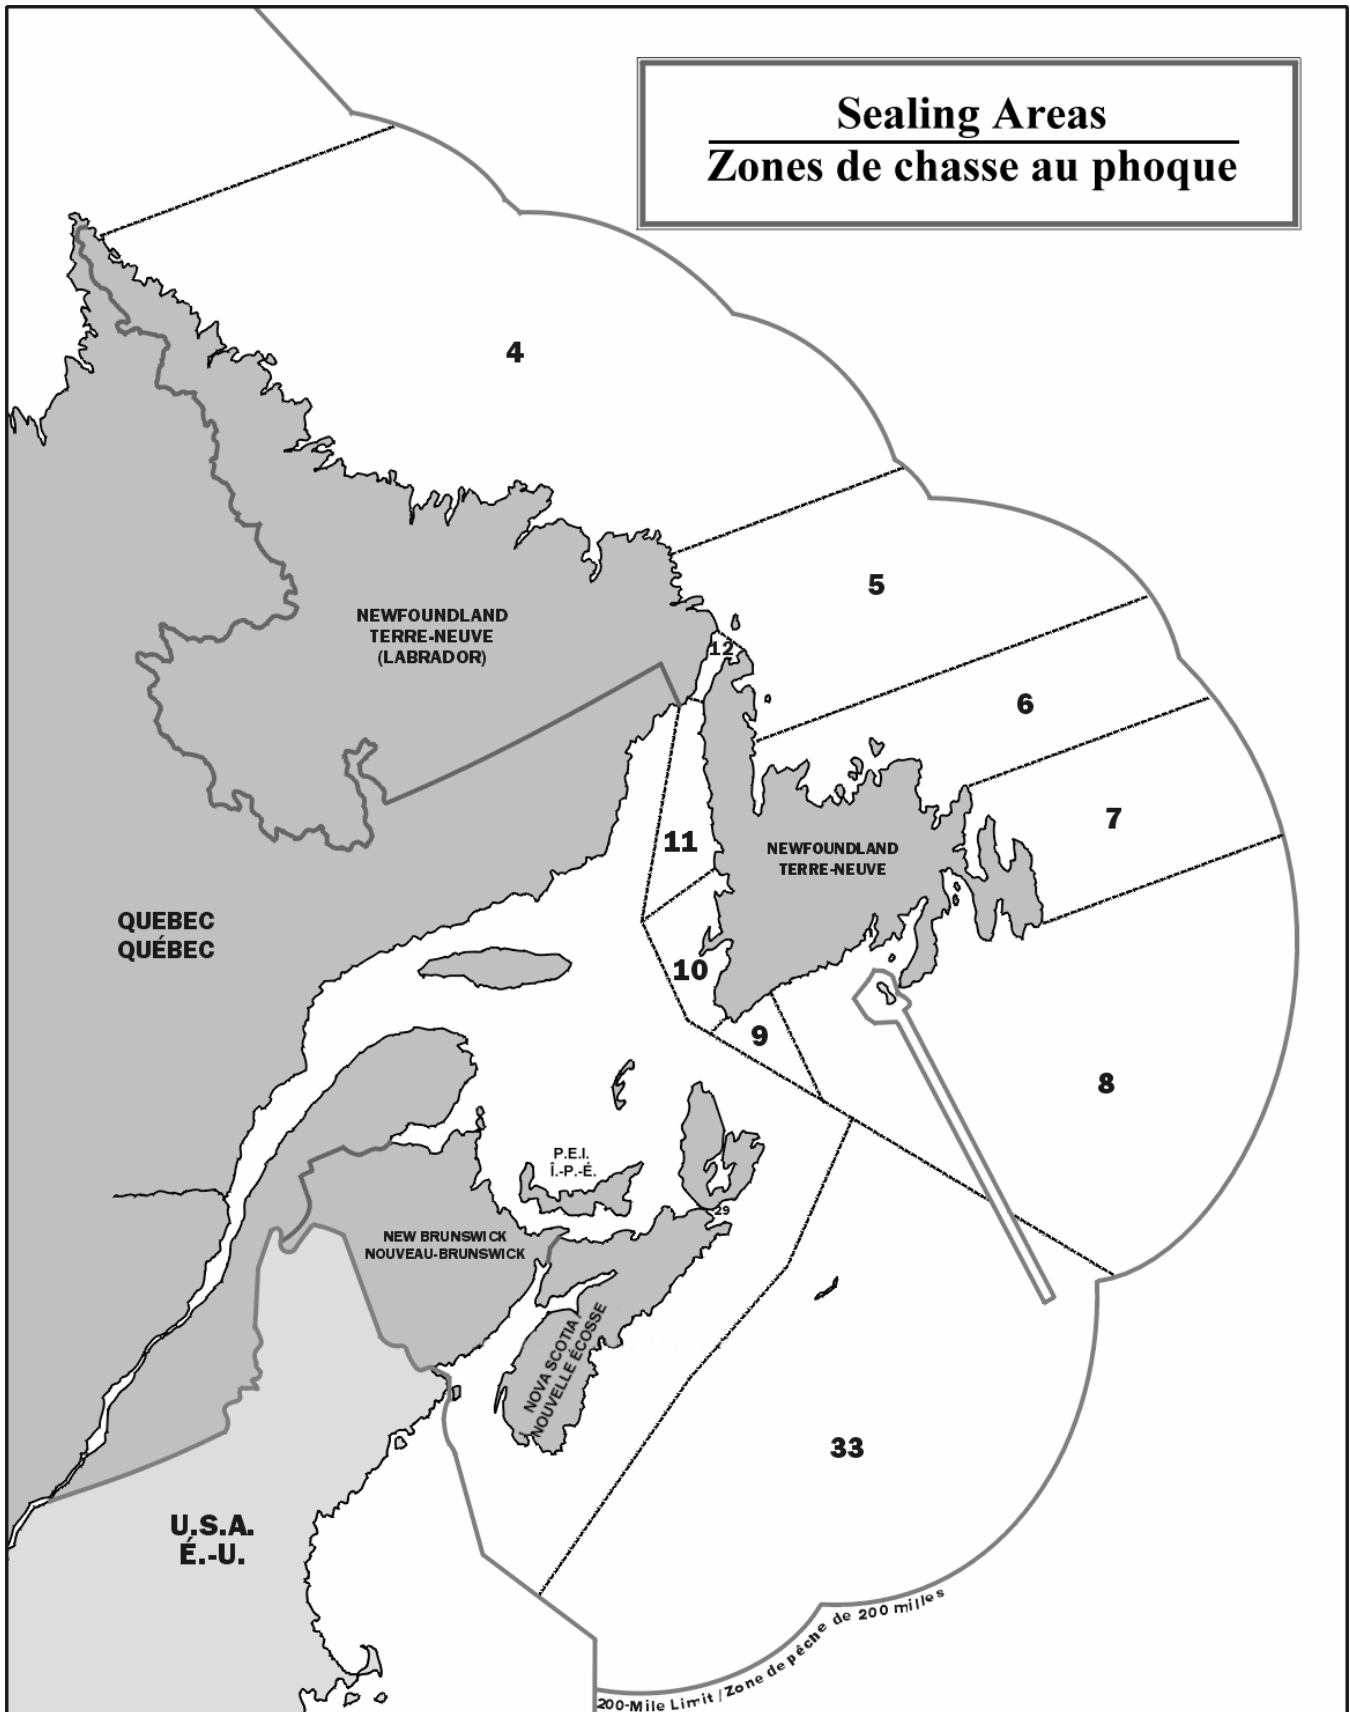 Sealing Areas
Zones de chasse au phoque
4
5
NEWFOUNDLAND
TERRE-NEUVE
(LABRADOR)
12
6
7
11
NEWFOUNDLAND
TERRE-NEUVE
QUEBEC
QUÉBEC
10
9
8
P.E.I.
Î.-P.-É.
29
NEW BRUNSWICK
NOUVEAU-BRUNSWICK
NOVA SCOTIA/
NOUVELLE ÉCOSSE
33
U.S.A.
É.-U.
200-Mile Limit / Zone de pêche de 200 milles